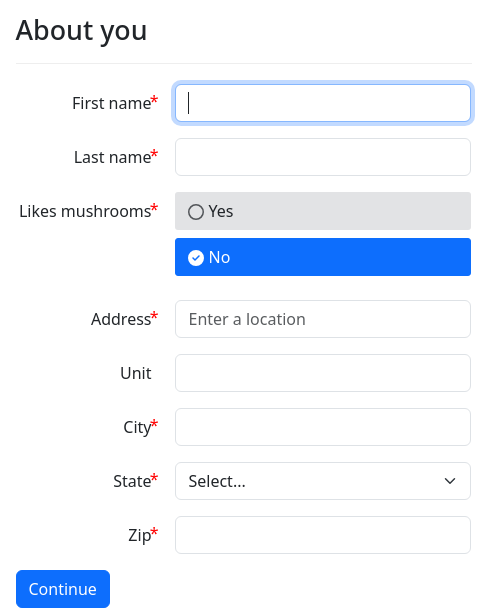 About you
First name*
Last name*
Likes mushrooms* Yes
No
Address* Enter a location
Unit
City*
State* Select...
Zip*
Continue